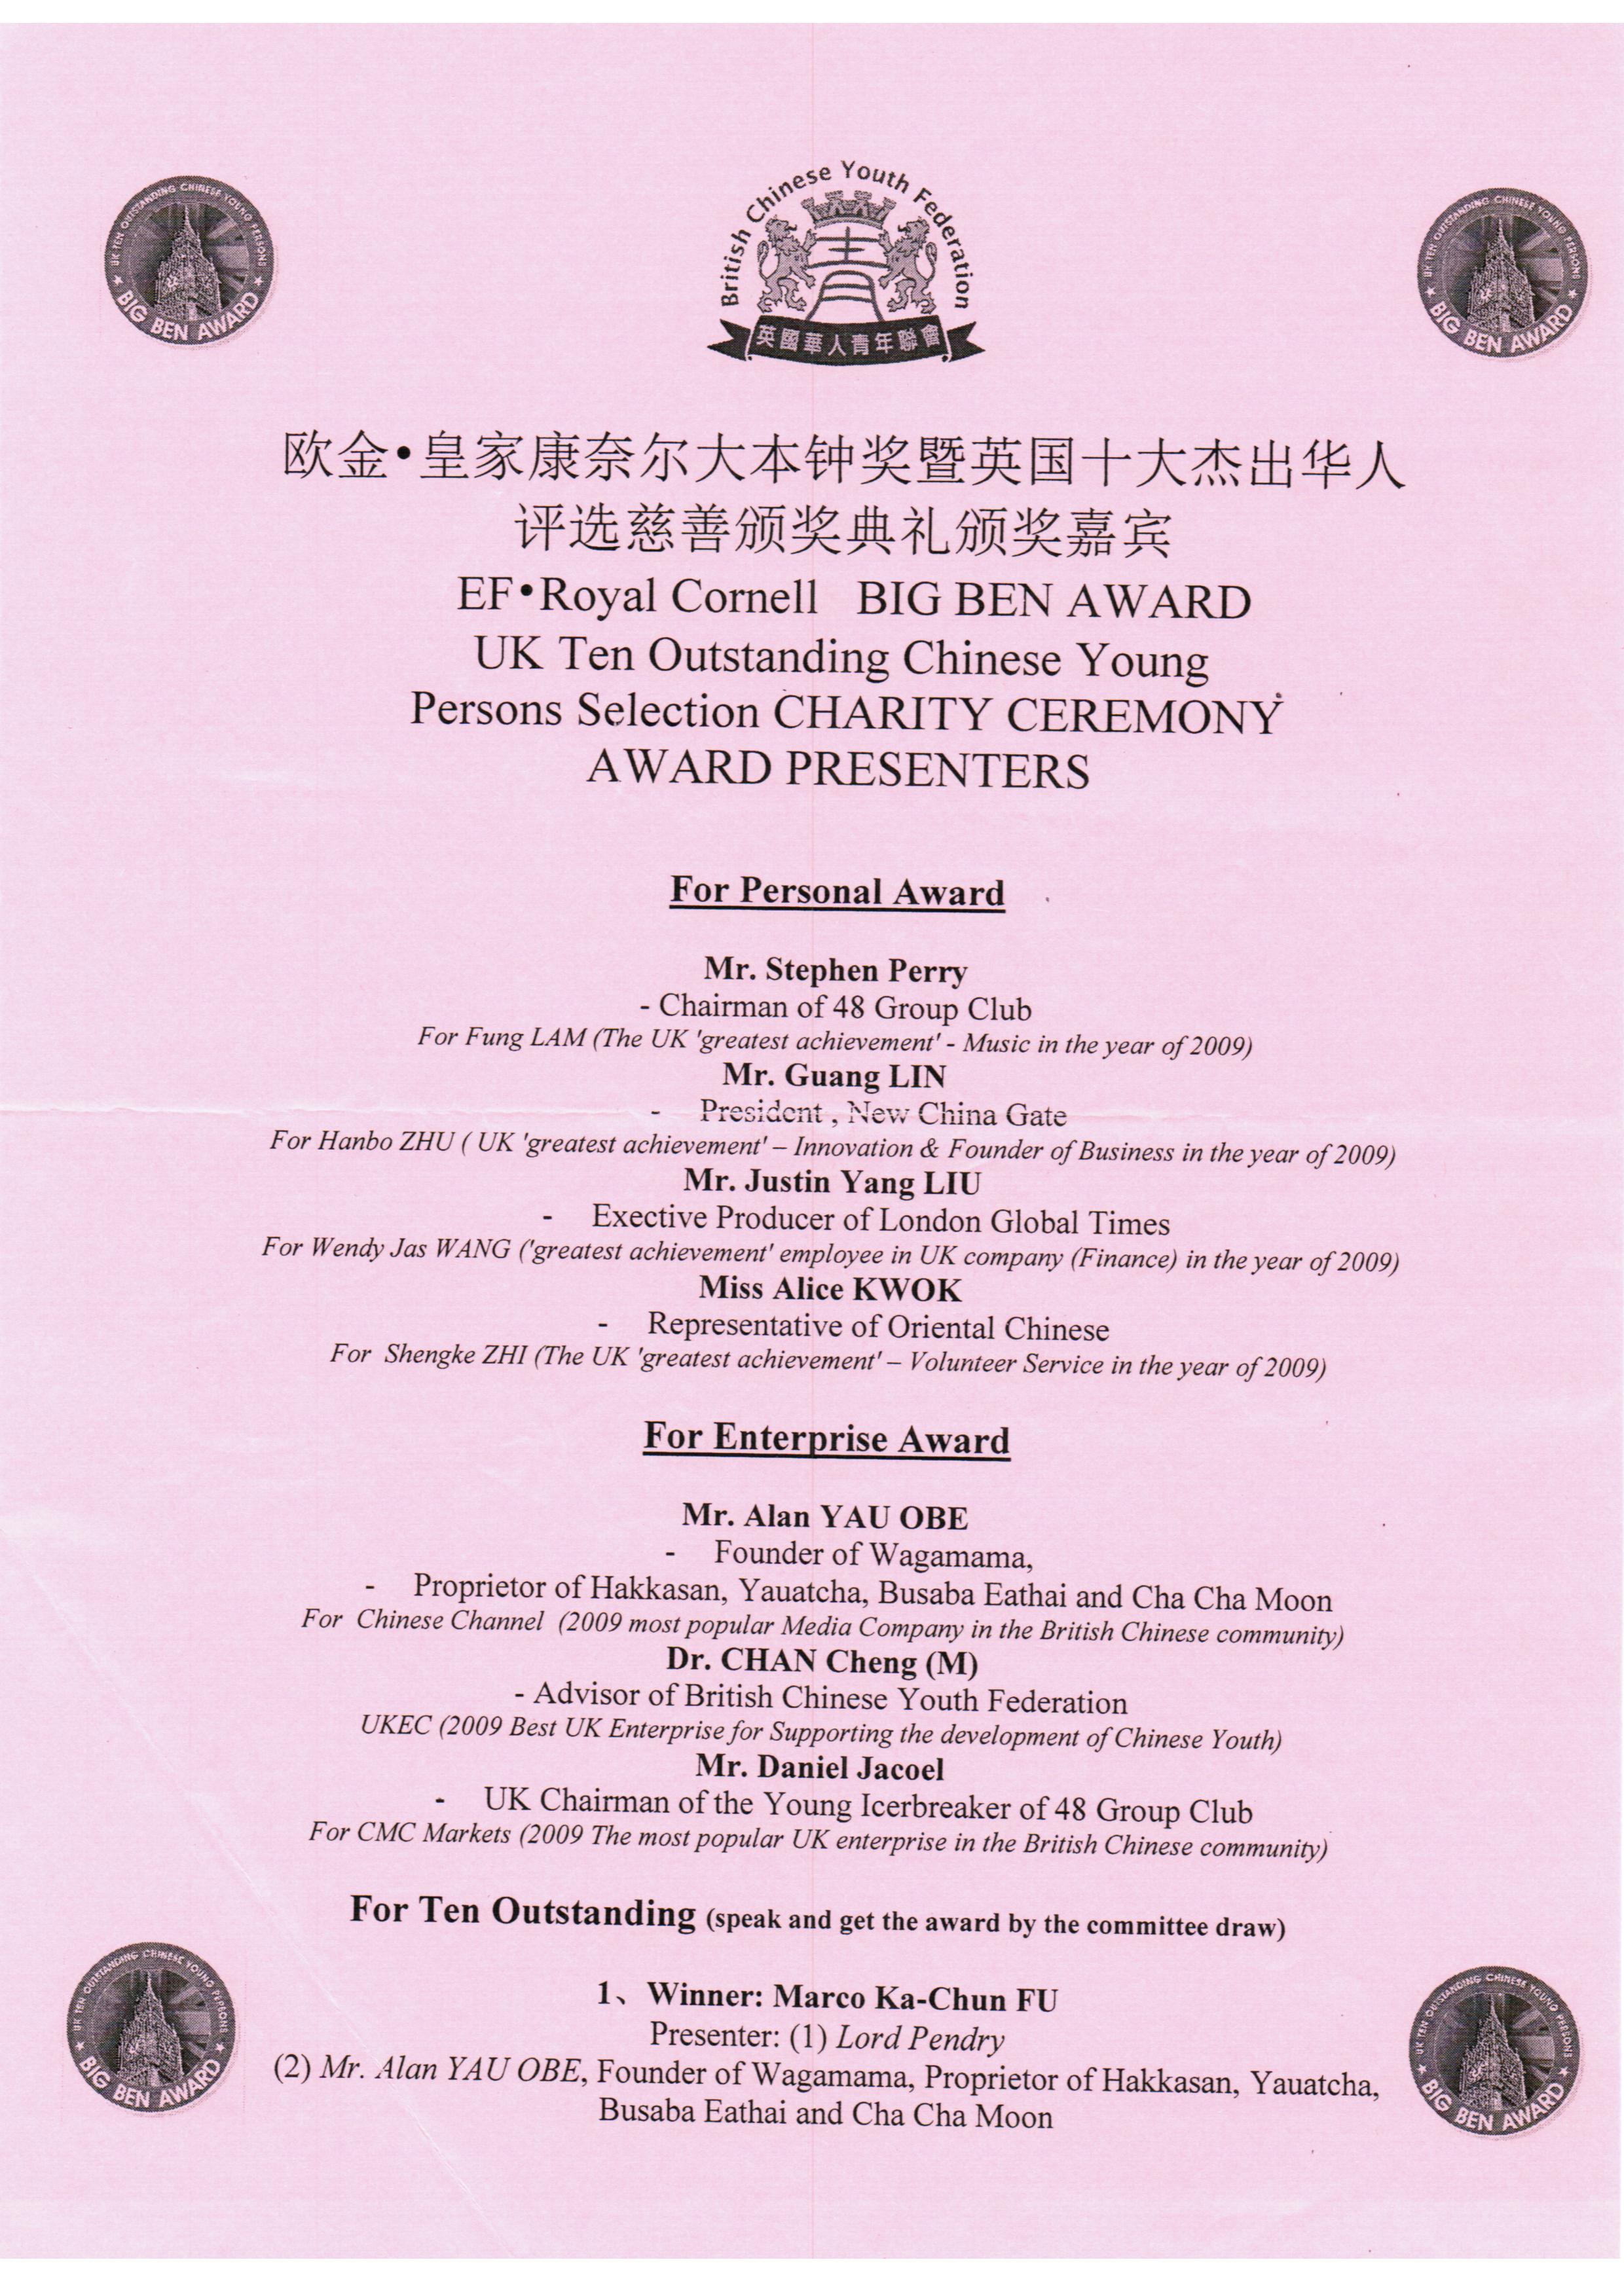 UK TEN OUTSTANDING CHINESE YOUNG PERSONS
★ BIG BEN AWARD ★
British Chinese Youth Federation
青
英國華人青年聯會
UK TEN OUTSTANDING CHINESE YOUNG PERSONS
★ BIG BEN AWARD ★
欧金•皇家康奈尔大本钟奖暨英国十大杰出华人
评选慈善颁奖典礼颁奖嘉宾
EF•Royal Cornell BIG BEN AWARD
UK Ten Outstanding Chinese Young
Persons Selection CHARITY CEREMONY
AWARD PRESENTERS
For Personal Award
Mr. Stephen Perry
- Chairman of 48 Group Club
For Fung LAM (The UK 'greatest achievement' - Music in the year of 2009)
Mr. Guang LIN
- President , New China Gate
For Hanbo ZHU ( UK 'greatest achievement' – Innovation & Founder of Business in the year of 2009)
Mr. Justin Yang LIU
- Exective Producer of London Global Times
For Wendy Jas WANG ('greatest achievement' employee in UK company (Finance) in the year of 2009)
Miss Alice KWOK
- Representative of Oriental Chinese
For Shengke ZHI (The UK 'greatest achievement' – Volunteer Service in the year of 2009)
For Enterprise Award
Mr. Alan YAU OBE
- Founder of Wagamama,
- Proprietor of Hakkasan, Yauatcha, Busaba Eathai and Cha Cha Moon
For Chinese Channel (2009 most popular Media Company in the British Chinese community)
Dr. CHAN Cheng (M)
- Advisor of British Chinese Youth Federation
UKEC (2009 Best UK Enterprise for Supporting the development of Chinese Youth)
Mr. Daniel Jacoel
- UK Chairman of the Young Icerbreaker of 48 Group Club
For CMC Markets (2009 The most popular UK enterprise in the British Chinese community)
For Ten Outstanding (speak and get the award by the committee draw)
1、 Winner: Marco Ka-Chun FU
Presenter: (1) Lord Pendry
(2) Mr. Alan YAU OBE, Founder of Wagamama, Proprietor of Hakkasan, Yauatcha,
Busaba Eathai and Cha Cha Moon
UK TEN OUTSTANDING CHINESE YOUNG PERSONS
★ BIG BEN AWARD ★
UK TEN OUTSTANDING CHINESE YOUNG PERSONS
★ BIG BEN AWARD ★